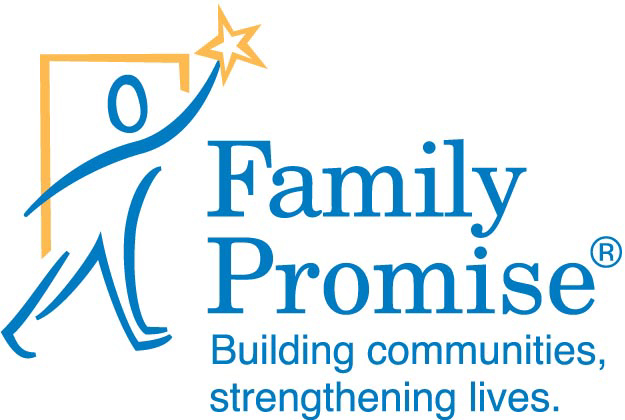 Family
Promise®
Building communities,
strengthening lives.